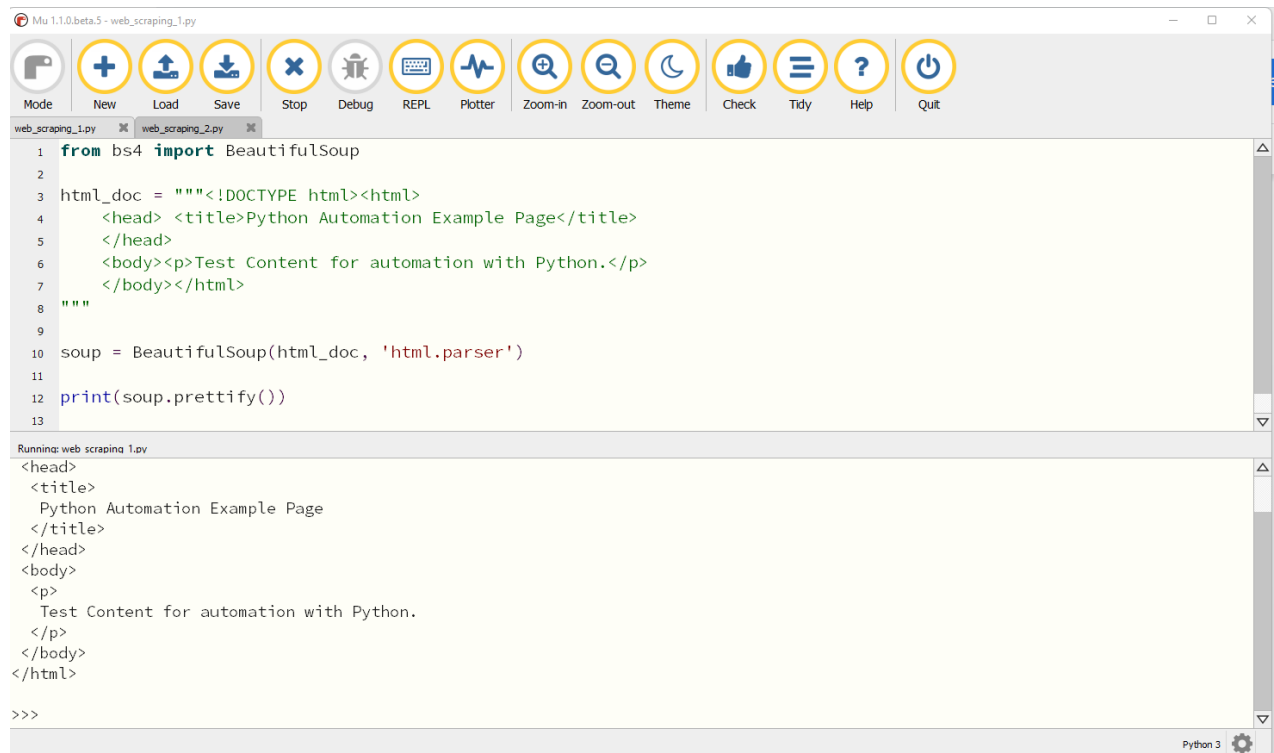 Mu 1.1.0.beta.5 - web_scraping_1.py
Mode New Load Save Stop Debug REPL Plotter Zoom-in Zoom-out Theme Check Tidy Help Quit
web_scraping_1.py web_scraping_2.py
1 from bs4 import BeautifulSoup
2
3 html_doc = """<!DOCTYPE html><html>
4     <head> <title>Python Automation Example Page</title>
5     </head>
6     <body><p>Test Content for automation with Python.</p>
7     </body></html>
8 """
9
10 soup = BeautifulSoup(html_doc, 'html.parser')
11
12 print(soup.prettify())
13
Running: web_scraping_1.py
 <head>
  <title>
   Python Automation Example Page
  </title>
 </head>
 <body>
  <p>
   Test Content for automation with Python.
  </p>
 </body>
</html>
>>>
Python 3